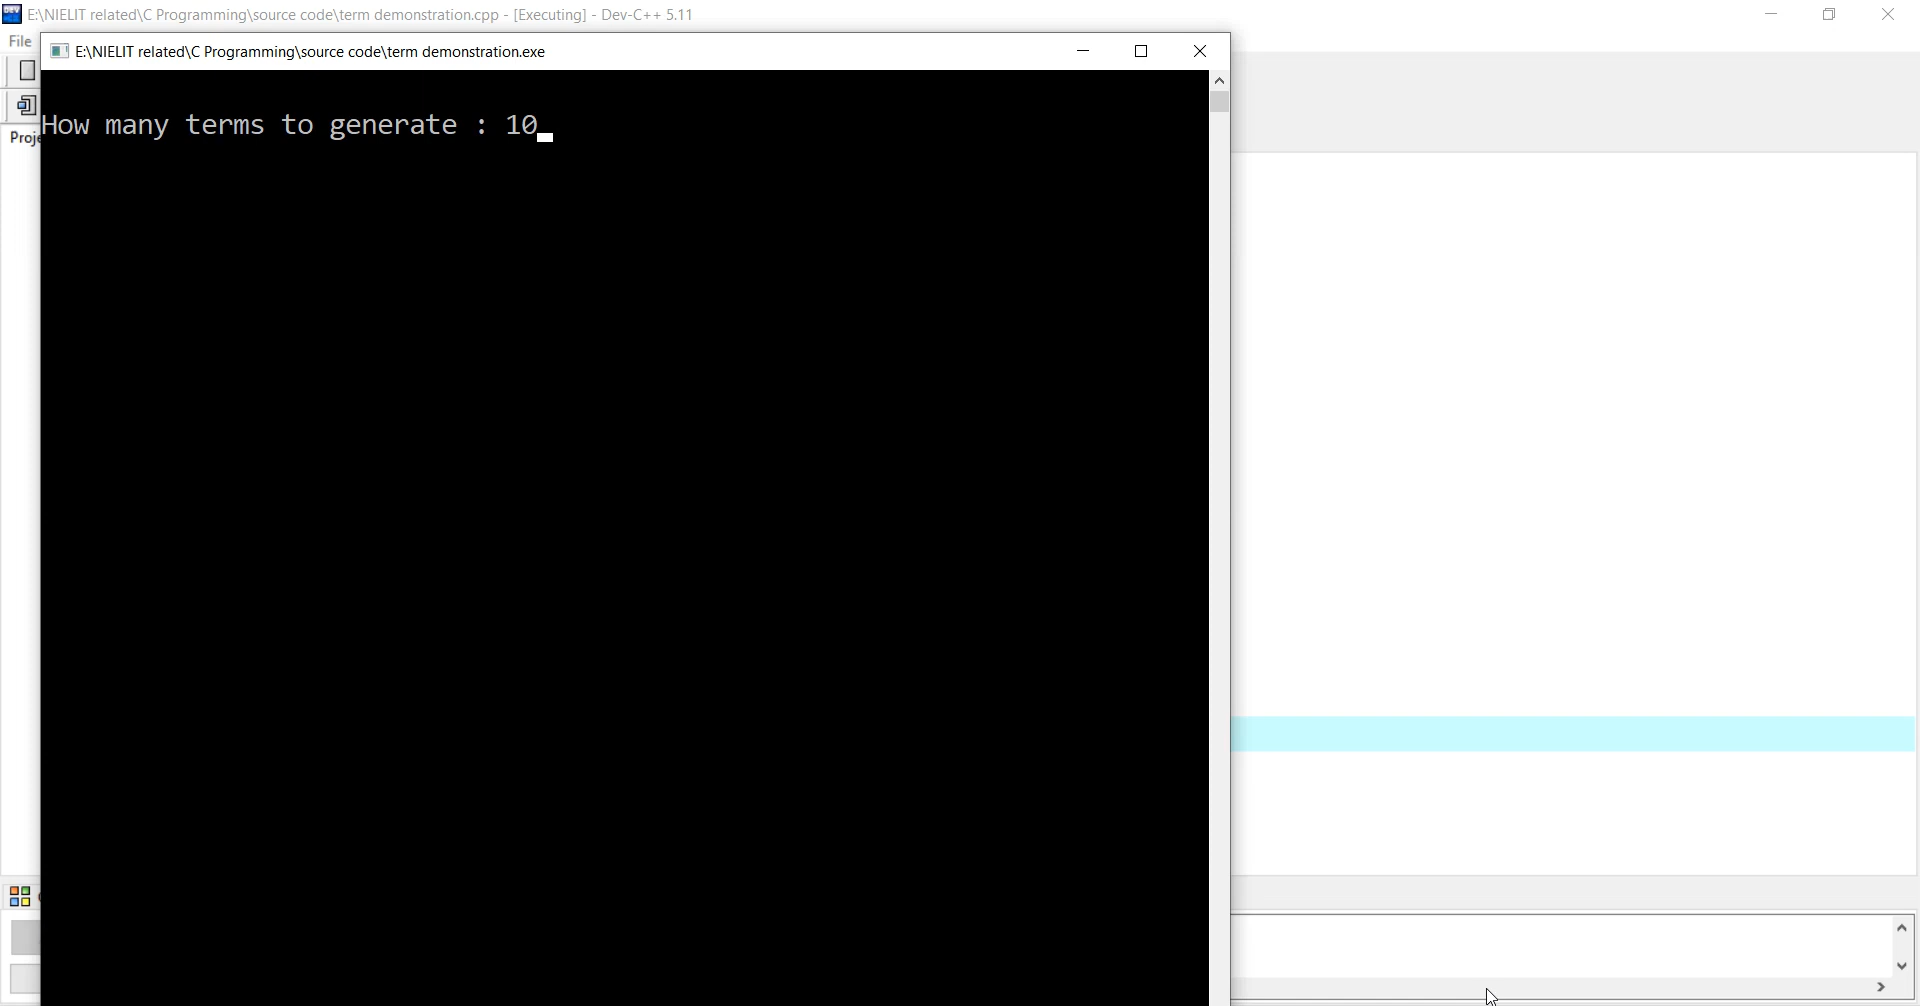 E:\NIELIT related\C Programming\source code\term demonstration.cpp - [Executing] - Dev-C++ 5.11
File
E:\NIELIT related\C Programming\source code\term demonstration.exe
How many terms to generate : 10